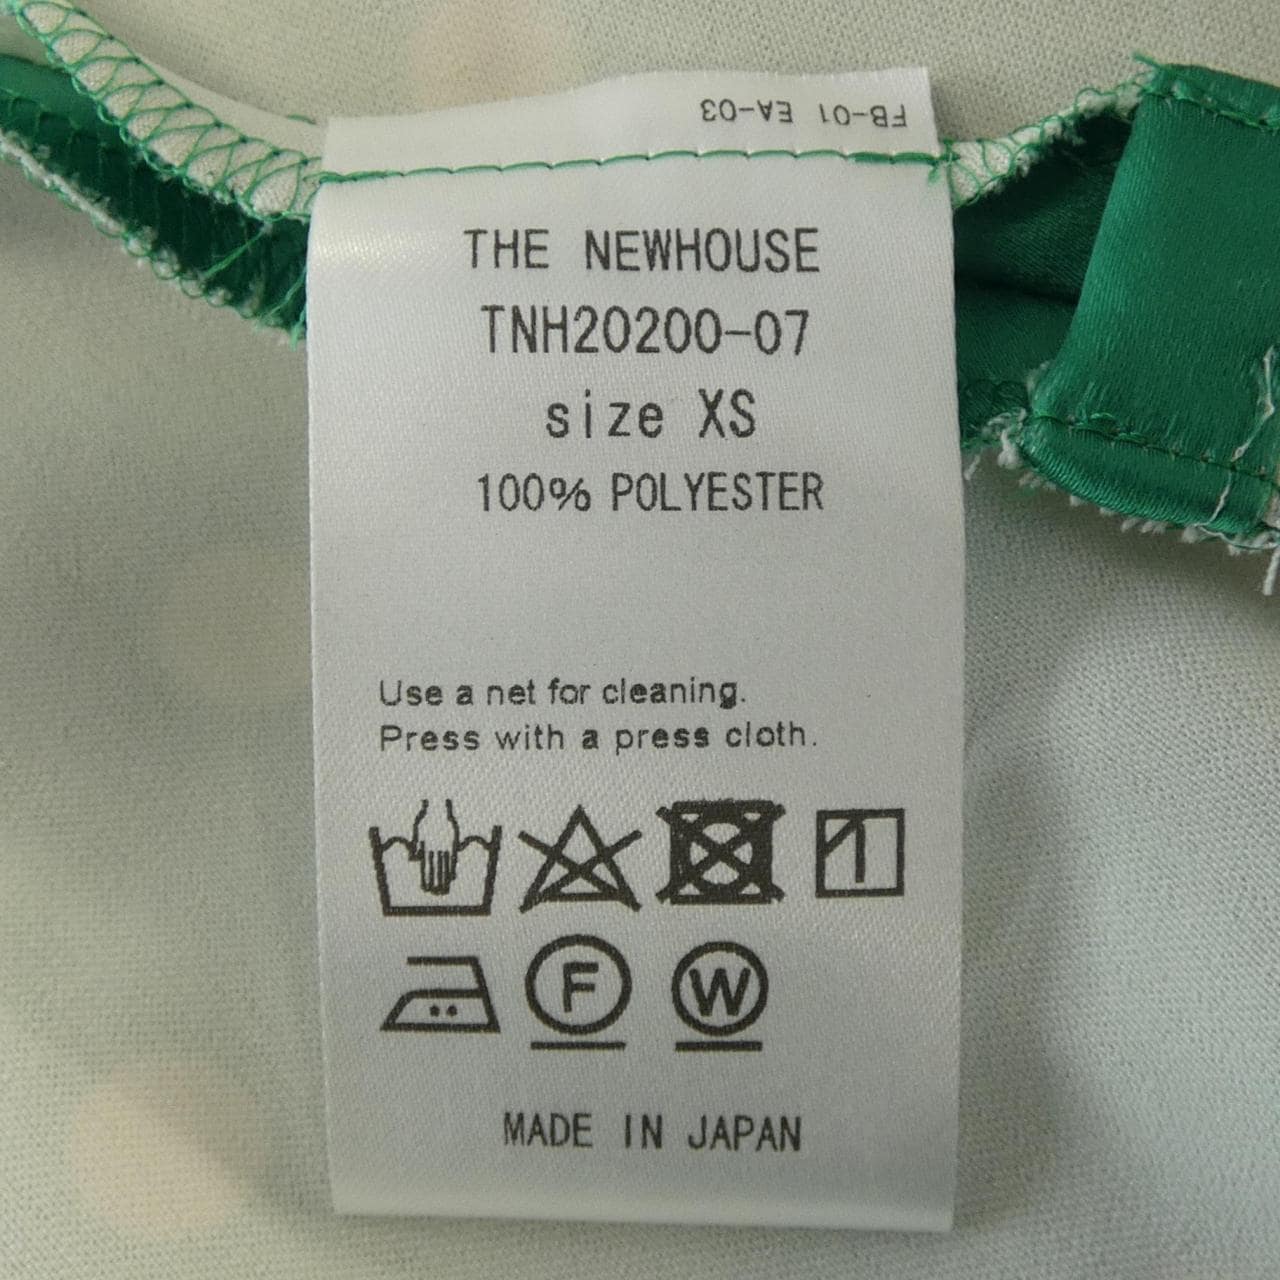 FB-01 EA-03
THE NEWHOUSE
TNH20200-07
size XS
100% POLYESTER
Use a net for cleaning.
Press with a press cloth.
F W
MADE IN JAPAN